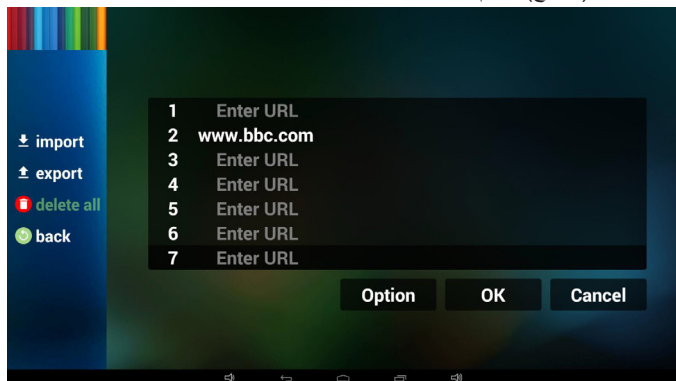 import
export
delete all
back
1 Enter URL
2 www.bbc.com
3 Enter URL
4 Enter URL
5 Enter URL
6 Enter URL
7 Enter URL
Option OK Cancel